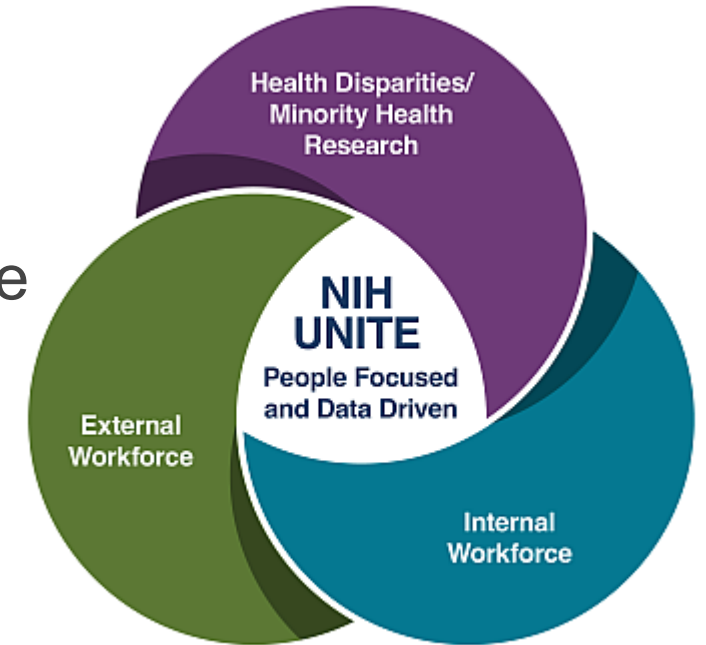 Health Disparities/
Minority Health
Research
e
NIH
UNITE
People Focused
and Data Driven
External
Workforce
Internal
Workforce